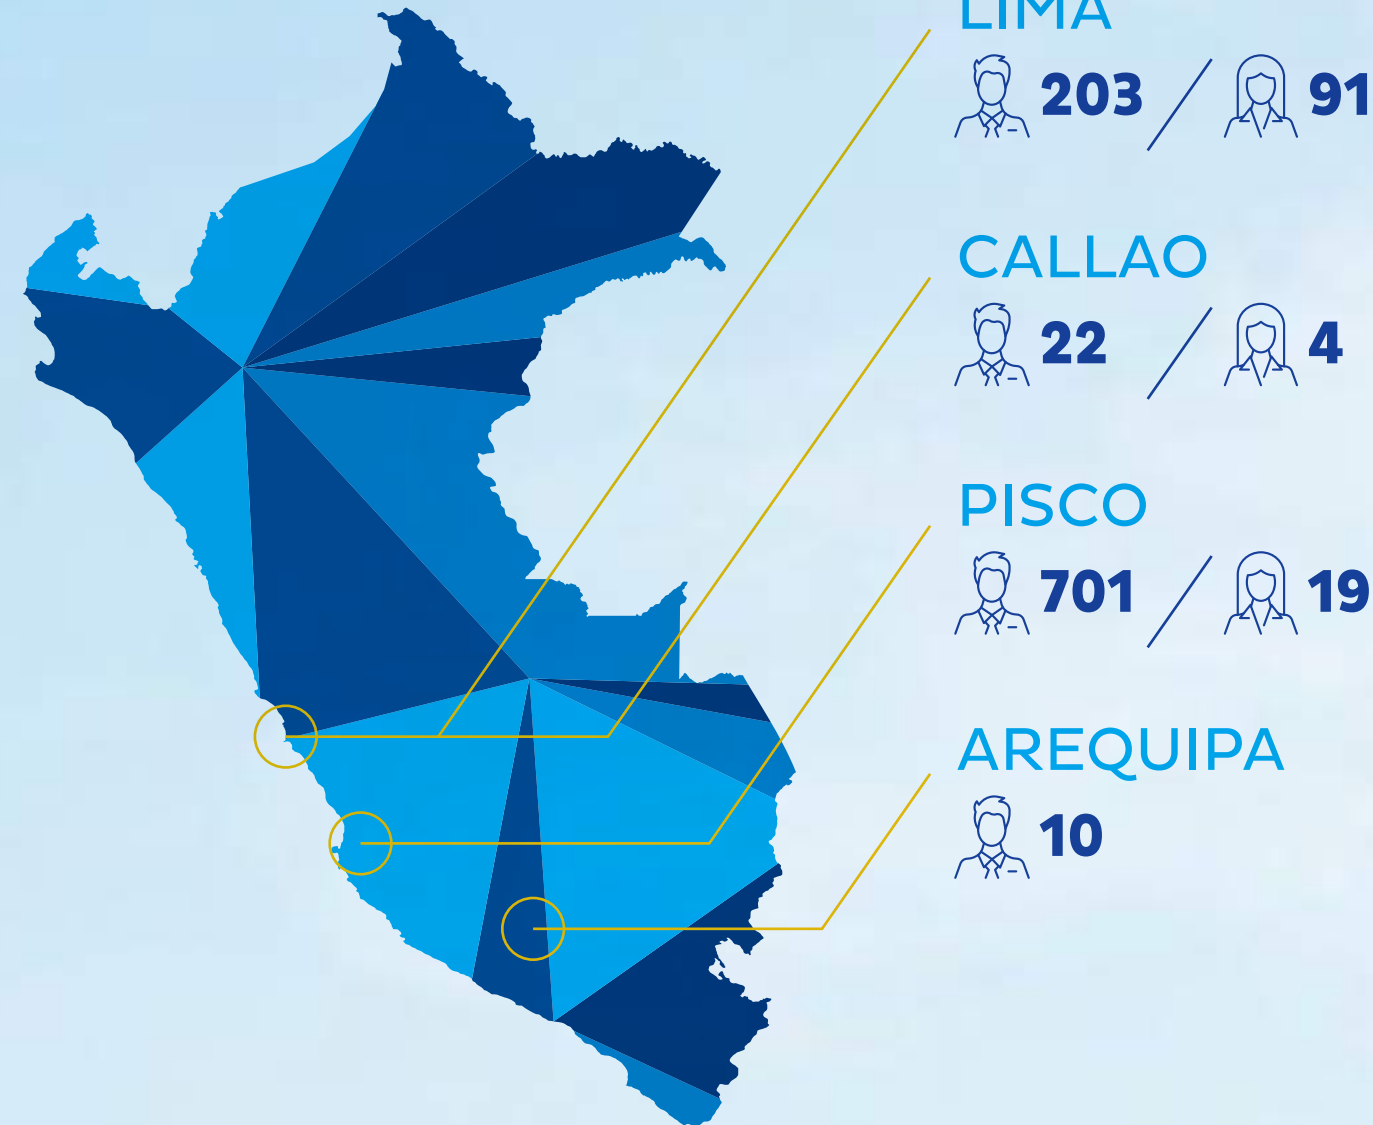 LIMA
203 / 91
CALLAO
22 / 4
PISCO
701 / 19
AREQUIPA
10